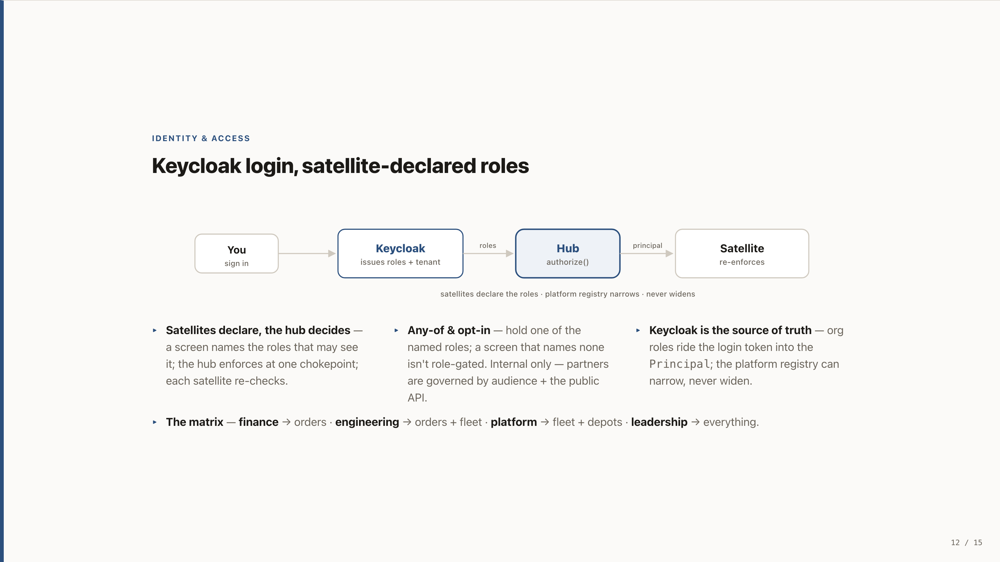 IDENTITY & ACCESS
Keycloak login, satellite-declared roles
You
sign in
Keycloak
issues roles + tenant
roles
Hub
authorize()
principal
Satellite
re-enforces
satellites declare the roles · platform registry narrows · never widens
▸ Satellites declare, the hub decides —
a screen names the roles that may see
it; the hub enforces at one chokepoint;
each satellite re-checks.
▸ Any-of & opt-in — hold one of the
named roles; a screen that names none
isn't role-gated. Internal only — partners
are governed by audience + the public
API.
▸ Keycloak is the source of truth — org
roles ride the login token into the
Principal; the platform registry can
narrow, never widen.
▸ The matrix — finance → orders · engineering → orders + fleet · platform → fleet + depots · leadership → everything.
12 / 15